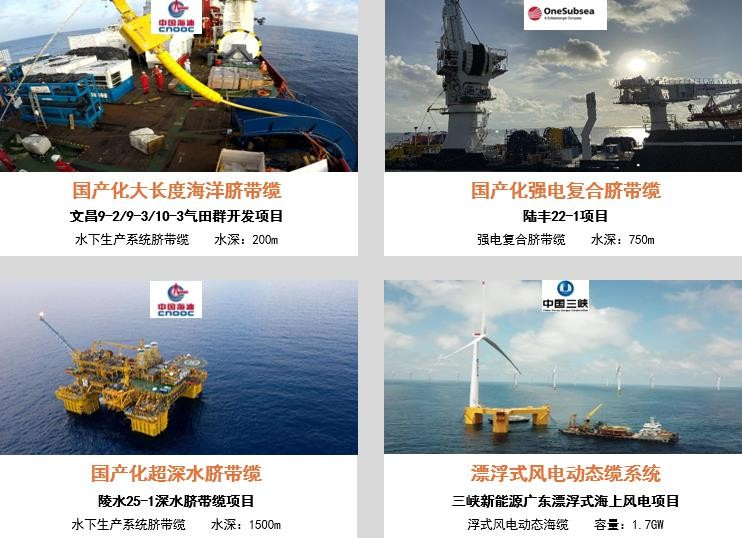 中国海油
CNOOC
OneSubsea
A Schlumberger Company
国产化大长度海洋脐带缆
文昌9-2/9-3/10-3气田群开发项目
水下生产系统脐带缆 水深：200m
国产化强电复合脐带缆
陆丰22-1项目
强电复合脐带缆 水深：750m
中国海油
CNOOC
中国三峡
国产化超深水脐带缆
陵水25-1深水脐带缆项目
水下生产系统脐带缆 水深：1500m
漂浮式风电动态缆系统
三峡新能源广东漂浮式海上风电项目
浮式风电动态海缆 容量：1.7GW